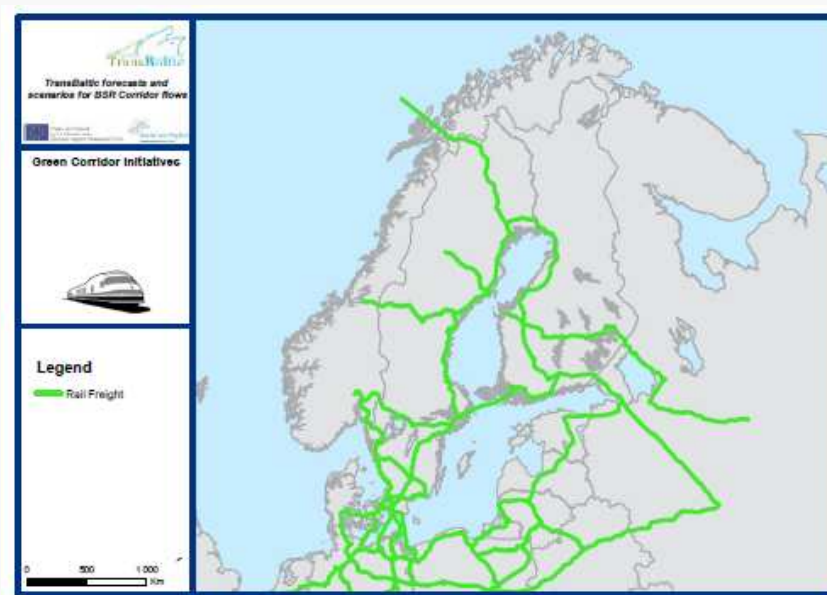 TransBaltic
TransBaltic forecasts and
scenarios for BSR Corridor flows
Green Corridor Initiatives
Legend
Rail Freight
0 500 1 000
Km